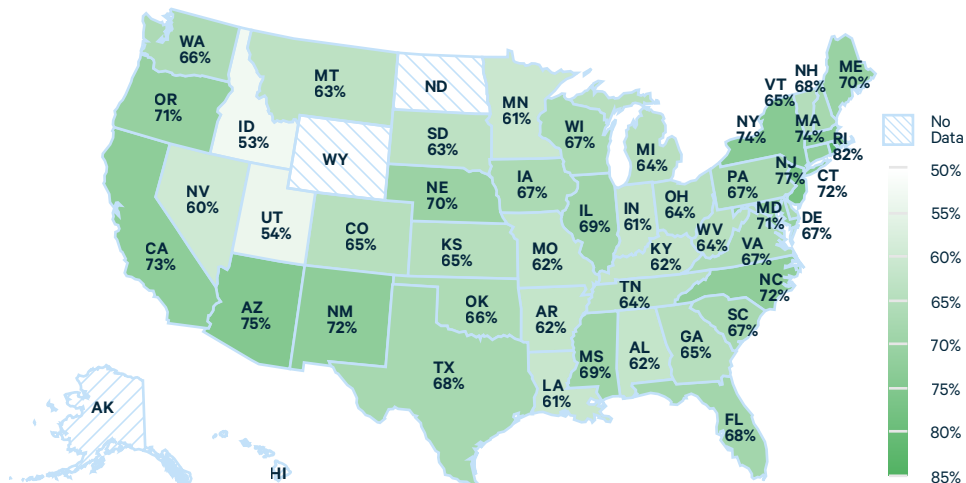 WA
66%
OR
71%
ID
53%
MT
63%
ND
WY
SD
63%
NE
70%
MN
61%
WI
67%
IA
67%
MI
64%
NV
60%
UT
54%
CO
65%
KS
65%
MO
62%
IL
69%
IN
61%
OH
64%
KY
62%
WV
64%
VA
67%
PA
67%
NY
74%
VT
65%
NH
68%
ME
70%
MA
74%
RI
82%
CT
72%
NJ
77%
MD
71%
DE
67%
CA
73%
AZ
75%
NM
72%
OK
66%
TX
68%
AR
62%
LA
61%
MS
69%
AL
62%
TN
64%
NC
72%
SC
67%
GA
65%
FL
68%
AK
HI
No
Data
50%
55%
60%
65%
70%
75%
80%
85%